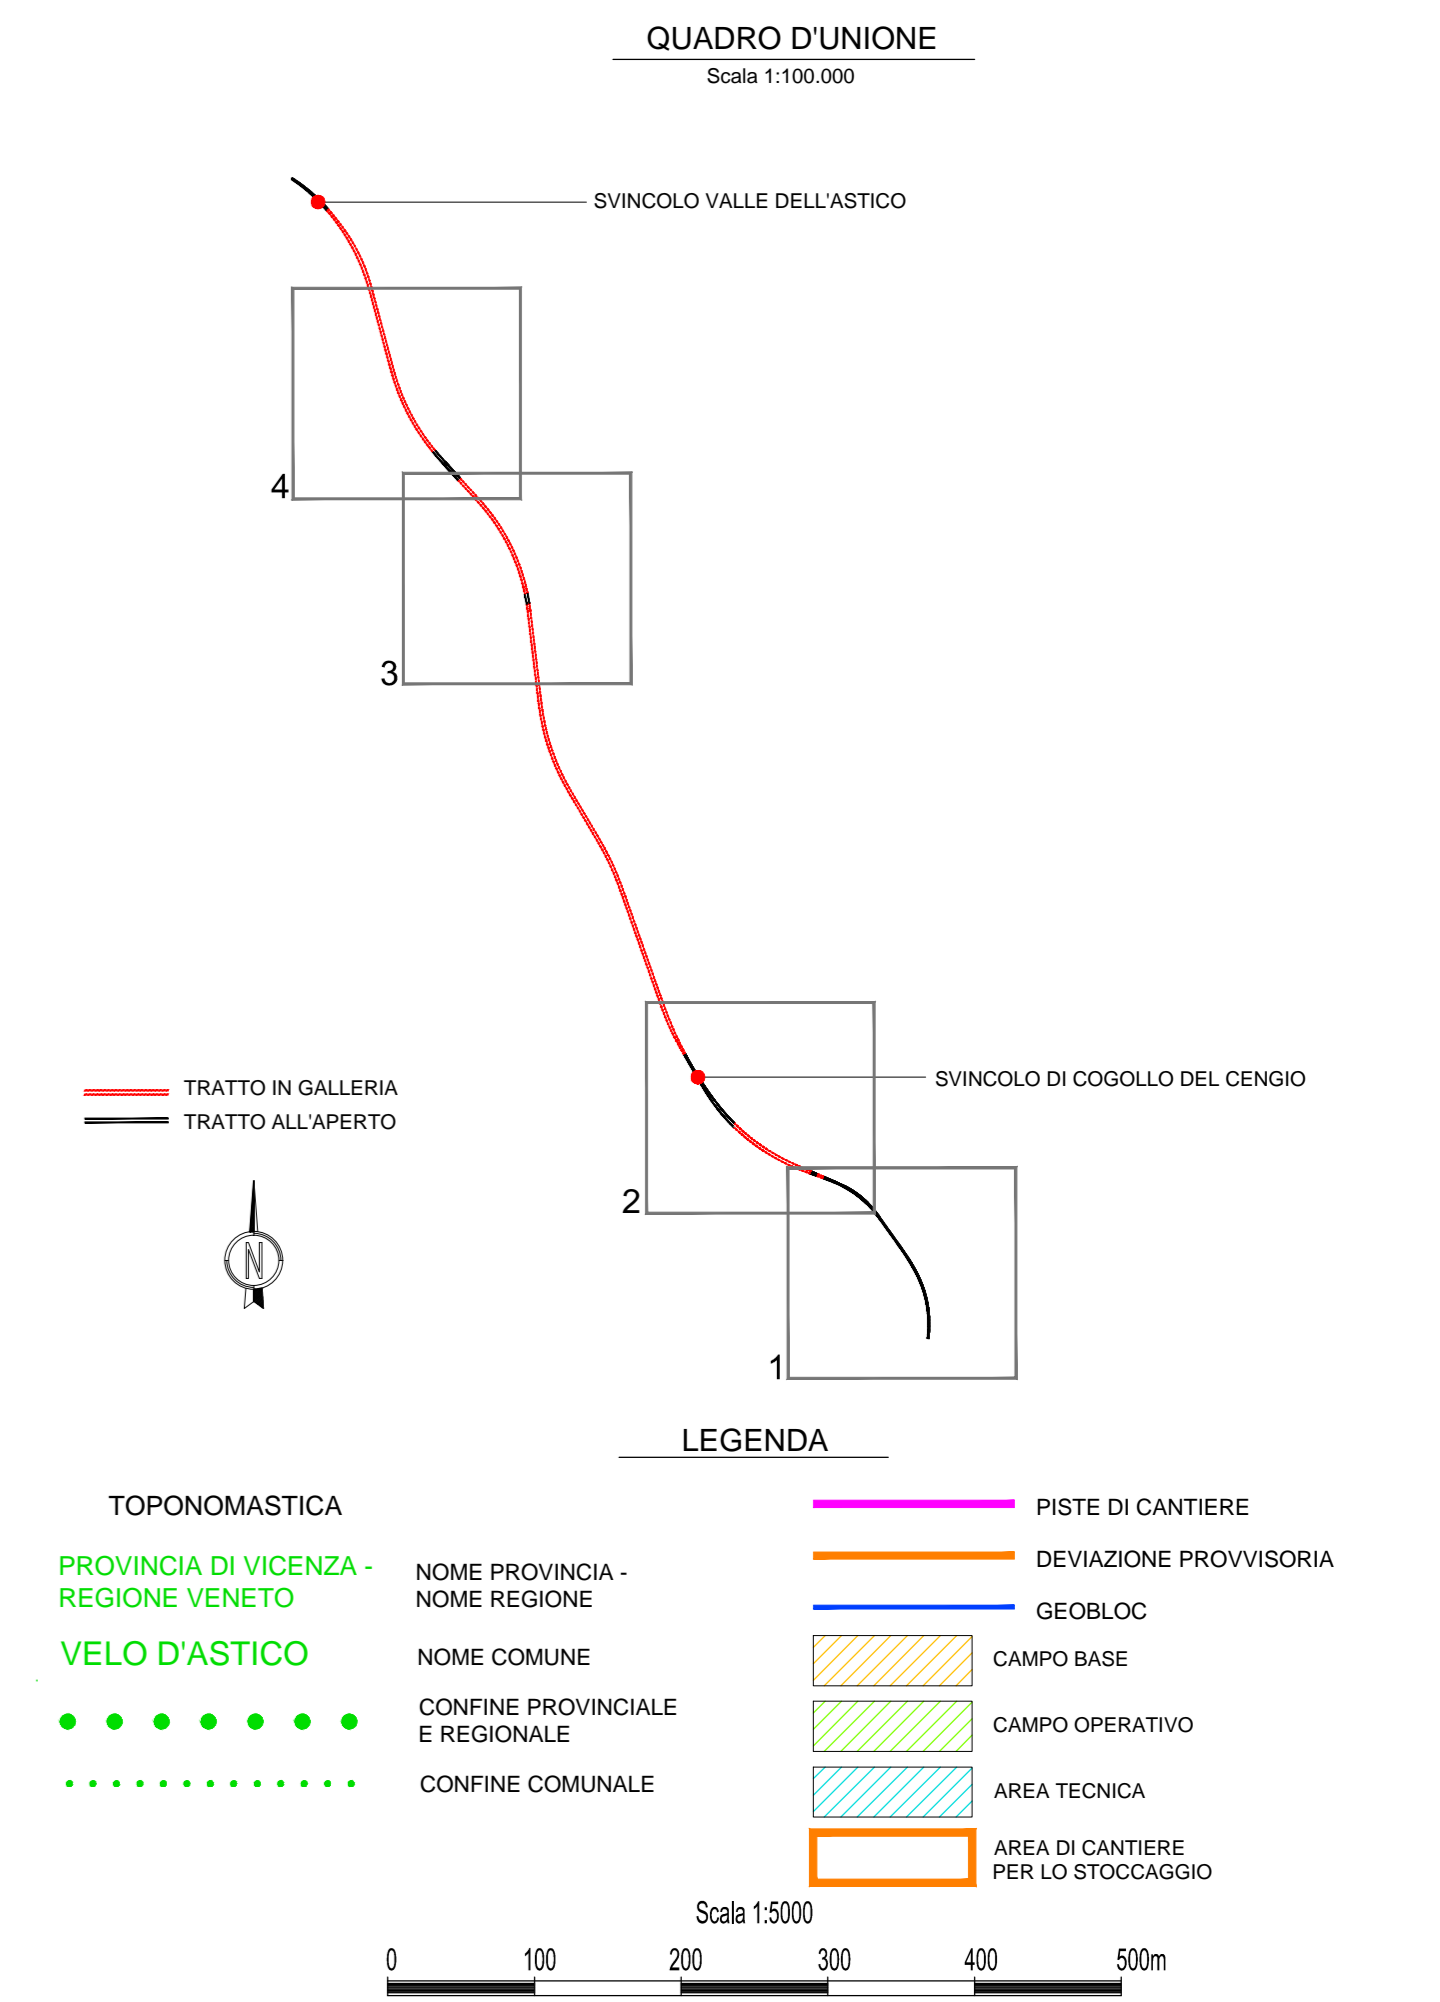 QUADRO D'UNIONE
Scala 1:100.000
SVINCOLO VALLE DELL'ASTICO
4
3
SVINCOLO DI COGOLLO DEL CENGIO
TRATTO IN GALLERIA
TRATTO ALL'APERTO
2
N
1
LEGENDA
TOPONOMASTICA
PROVINCIA DI VICENZA -
REGIONE VENETO
NOME PROVINCIA -
NOME REGIONE
VELO D'ASTICO
NOME COMUNE
CONFINE PROVINCIALE
E REGIONALE
CONFINE COMUNALE
PISTE DI CANTIERE
DEVIAZIONE PROVVISORIA
GEOBLOC
CAMPO BASE
CAMPO OPERATIVO
AREA TECNICA
AREA DI CANTIERE
PER LO STOCCAGGIO
Scala 1:5000
0 100 200 300 400 500m